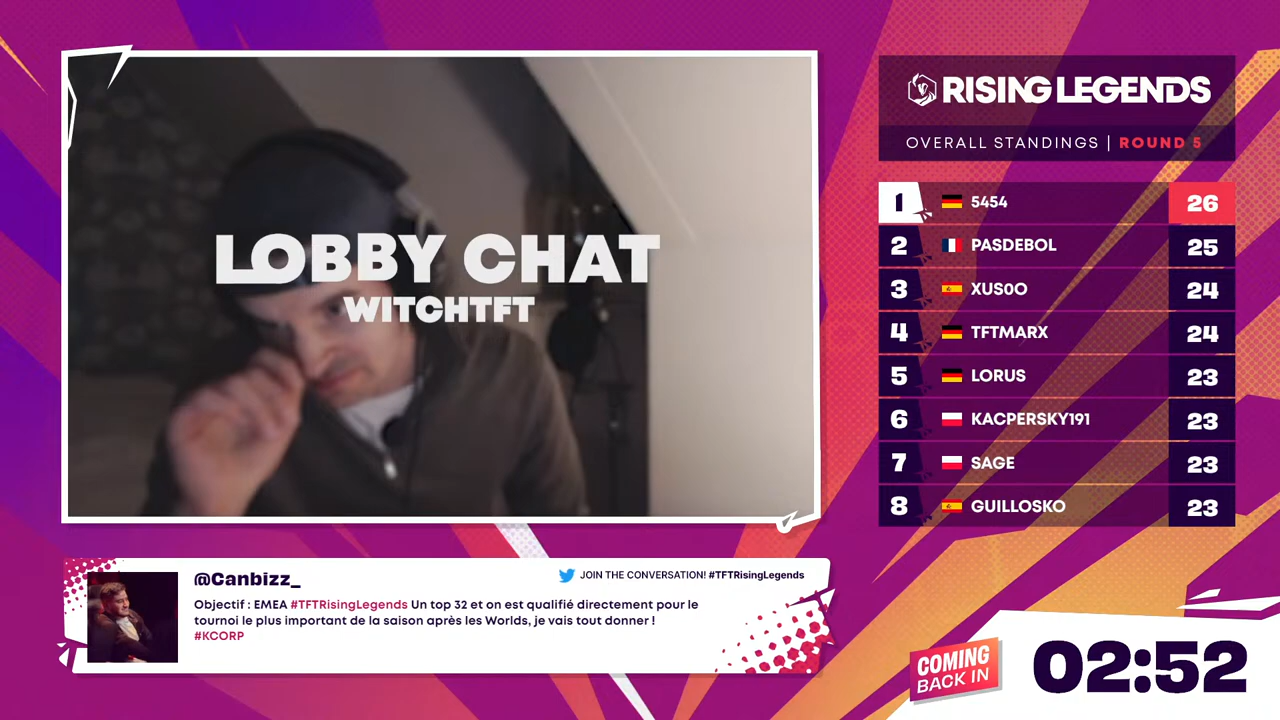 RISING LEGENDS
OVERALL STANDINGS | ROUND 5
1 5454 26
2 PASDEBOL 25
3 XUS0O 24
4 TFTMARX 24
5 LORUS 23
6 KACPERSKY191 23
7 SAGE 23
8 GUILLOSKO 23
LOBBY CHAT
WITCHTFT
@Canbizz_
JOIN THE CONVERSATION! #TFTRisingLegends
Objectif : EMEA #TFTRisingLegends Un top 32 et on est qualifié directement pour le
tournoi le plus important de la saison après les Worlds, je vais tout donner !
#KCORP
COMING
BACK IN
02:52